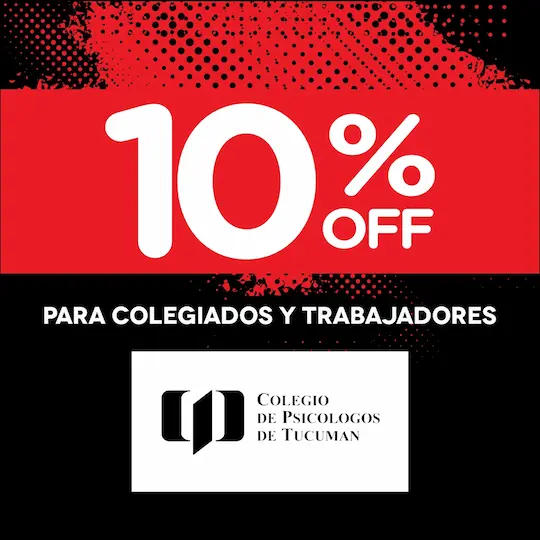 10%
OFF
PARA COLEGIADOS Y TRABAJADORES
COLEGIO
DE PSICOLOGOS
DE TUCUMAN